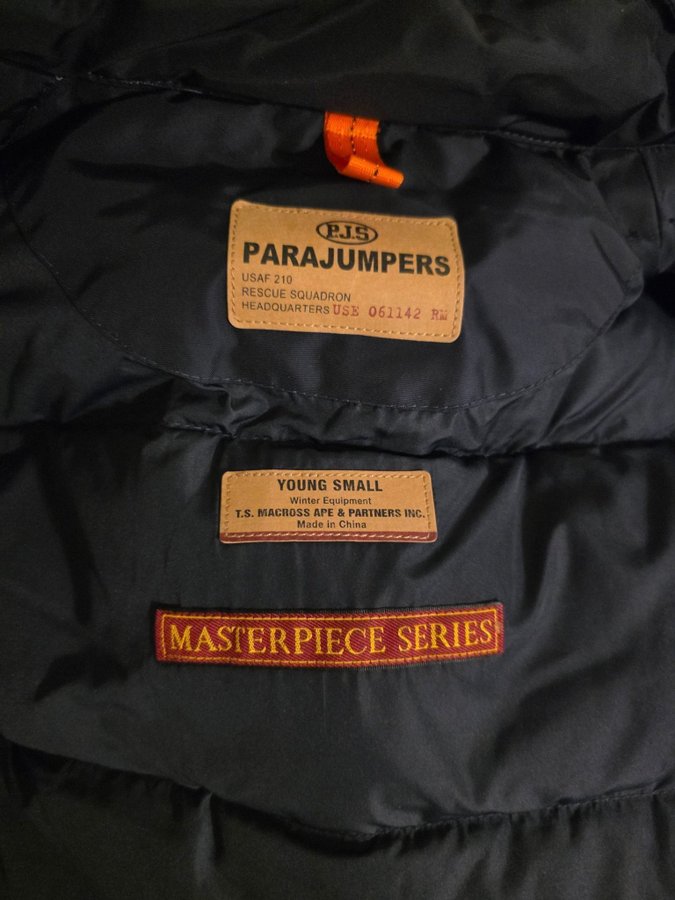 P.J.S
PARAJUMPERS
USAF 210
RESCUE SQUADRON
HEADQUARTERS USE 061142 RM
YOUNG SMALL
Winter Equipment
T.S. MACROSS APE & PARTNERS INC.
Made in China
MASTERPIECE SERIES